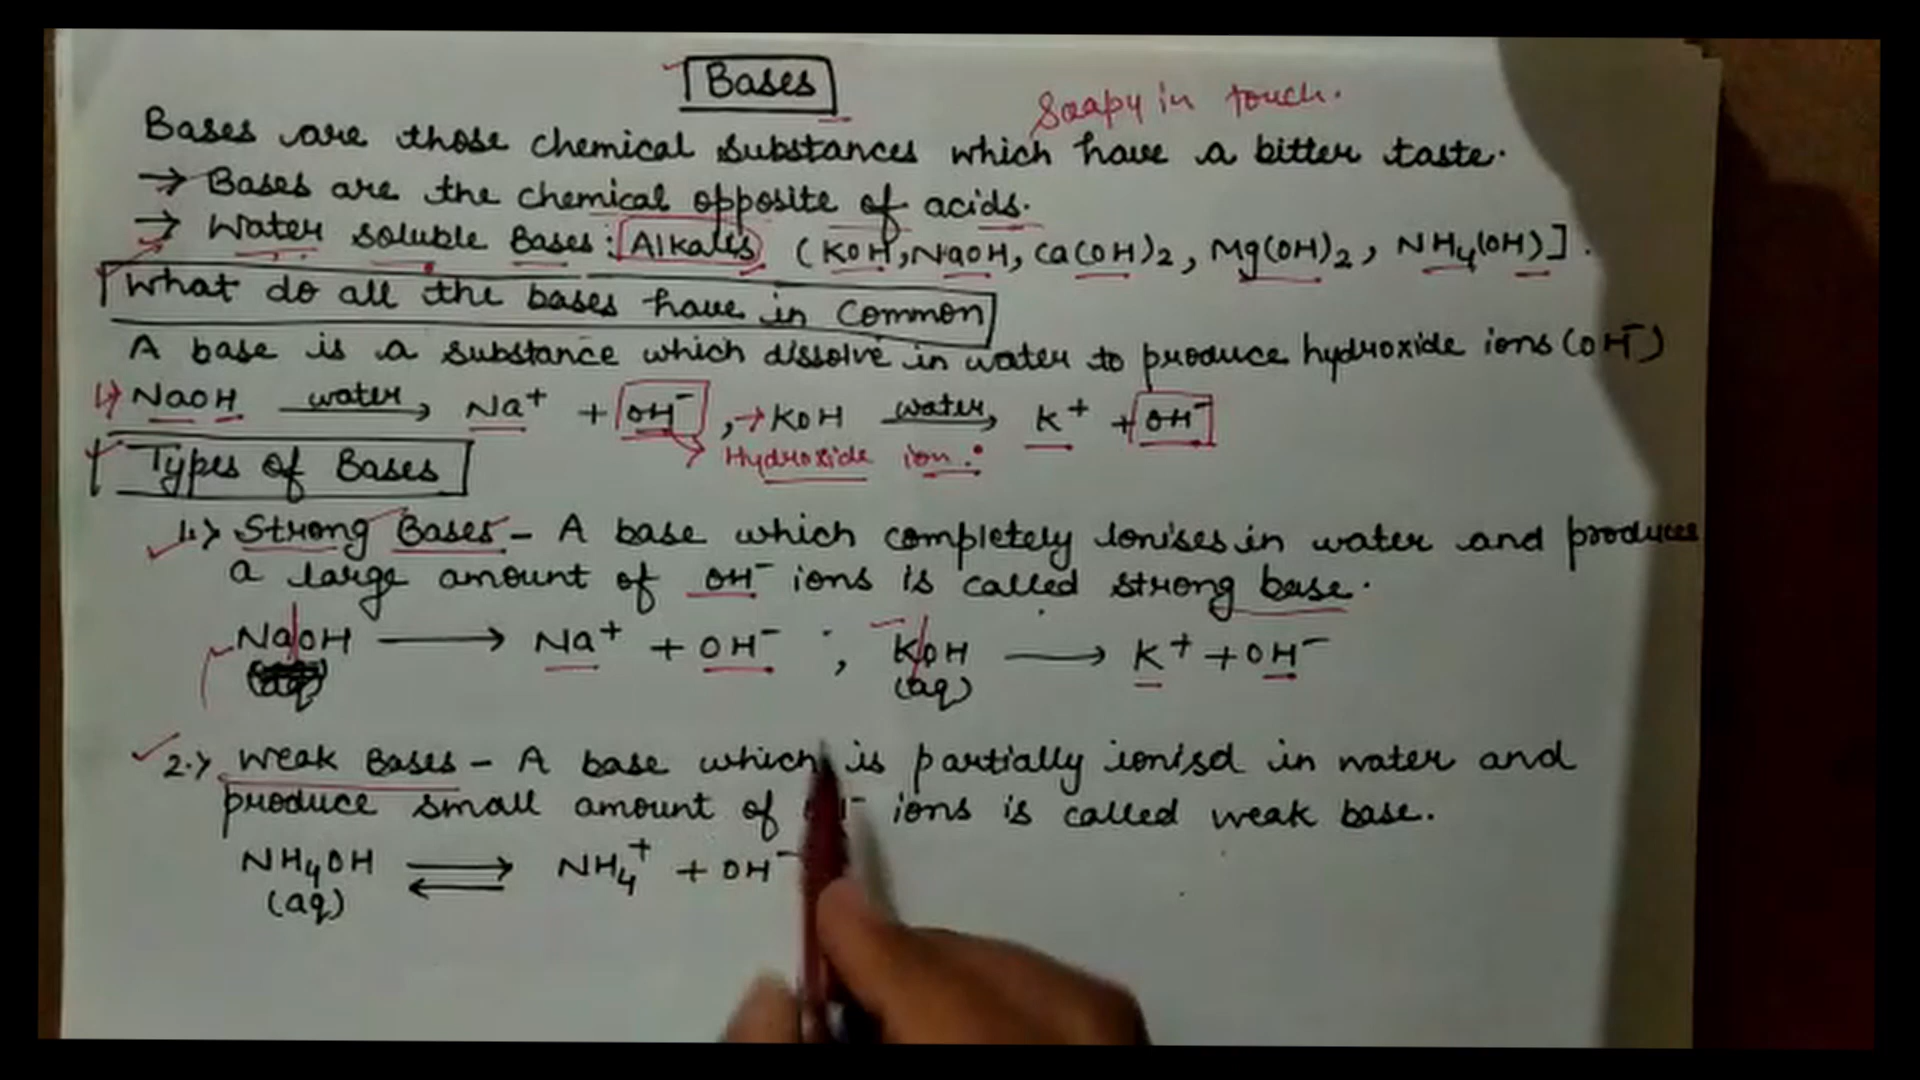 Bases
Soapy in touch.
Bases are those chemical substances which have a bitter taste.
→ Bases are the chemical opposite of acids.
→ Water soluble Bases : Alkalis (KOH, NaOH, Ca(OH)2, Mg(OH)2, NH4(OH)].
What do all the bases have in Common
A base is a substance which dissolve in water to produce hydroxide ions (OH⁻)
1→ NaOH water→ Na⁺ + OH⁻, → KOH water→ K⁺ + OH⁻
→ Hydroxide ion.
Types of Bases
1.> Strong Bases - A base which completely Ionises in water and produces
a large amount of OH⁻ ions is called strong base.
NaOH → Na⁺ + OH⁻ ; KOH → K⁺ + OH⁻
(aq) (aq)
2.> Weak Bases - A base which is partially ionisd in water and
produce small amount of ions is called weak base.
NH4OH ⇌ NH4⁺ + OH⁻
(aq)